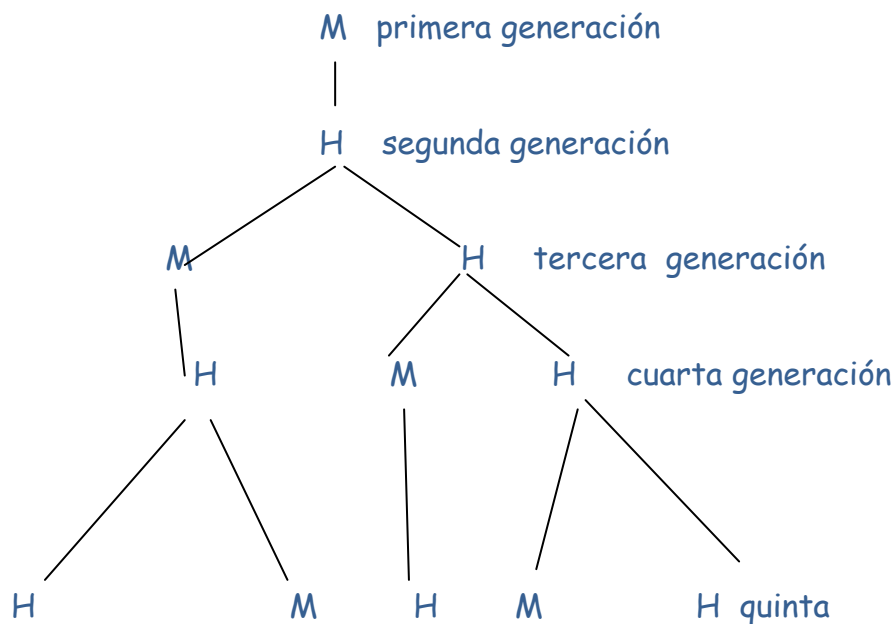 M primera generación
H segunda generación
M H tercera generación
H M H cuarta generación
H M H M H quinta